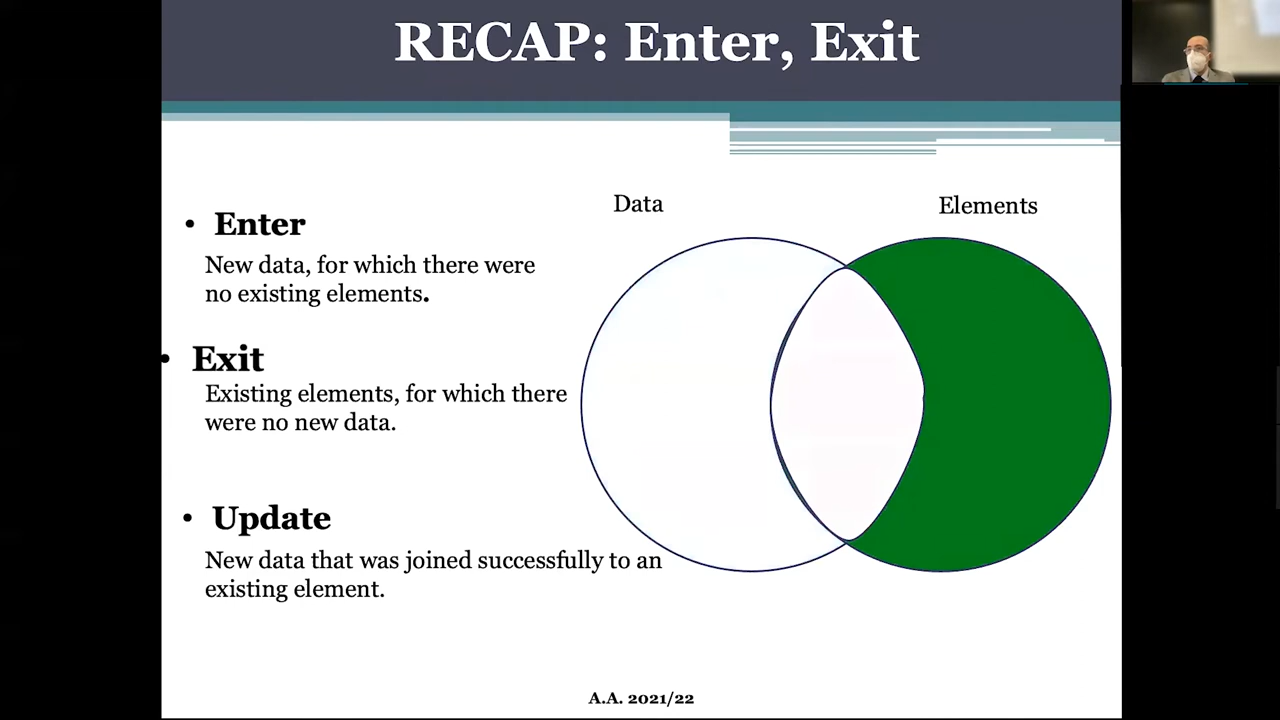 RECAP: Enter, Exit
Data
Elements
• Enter
New data, for which there were
no existing elements.
• Exit
Existing elements, for which there
were no new data.
• Update
New data that was joined successfully to an
existing element.
A.A. 2021/22